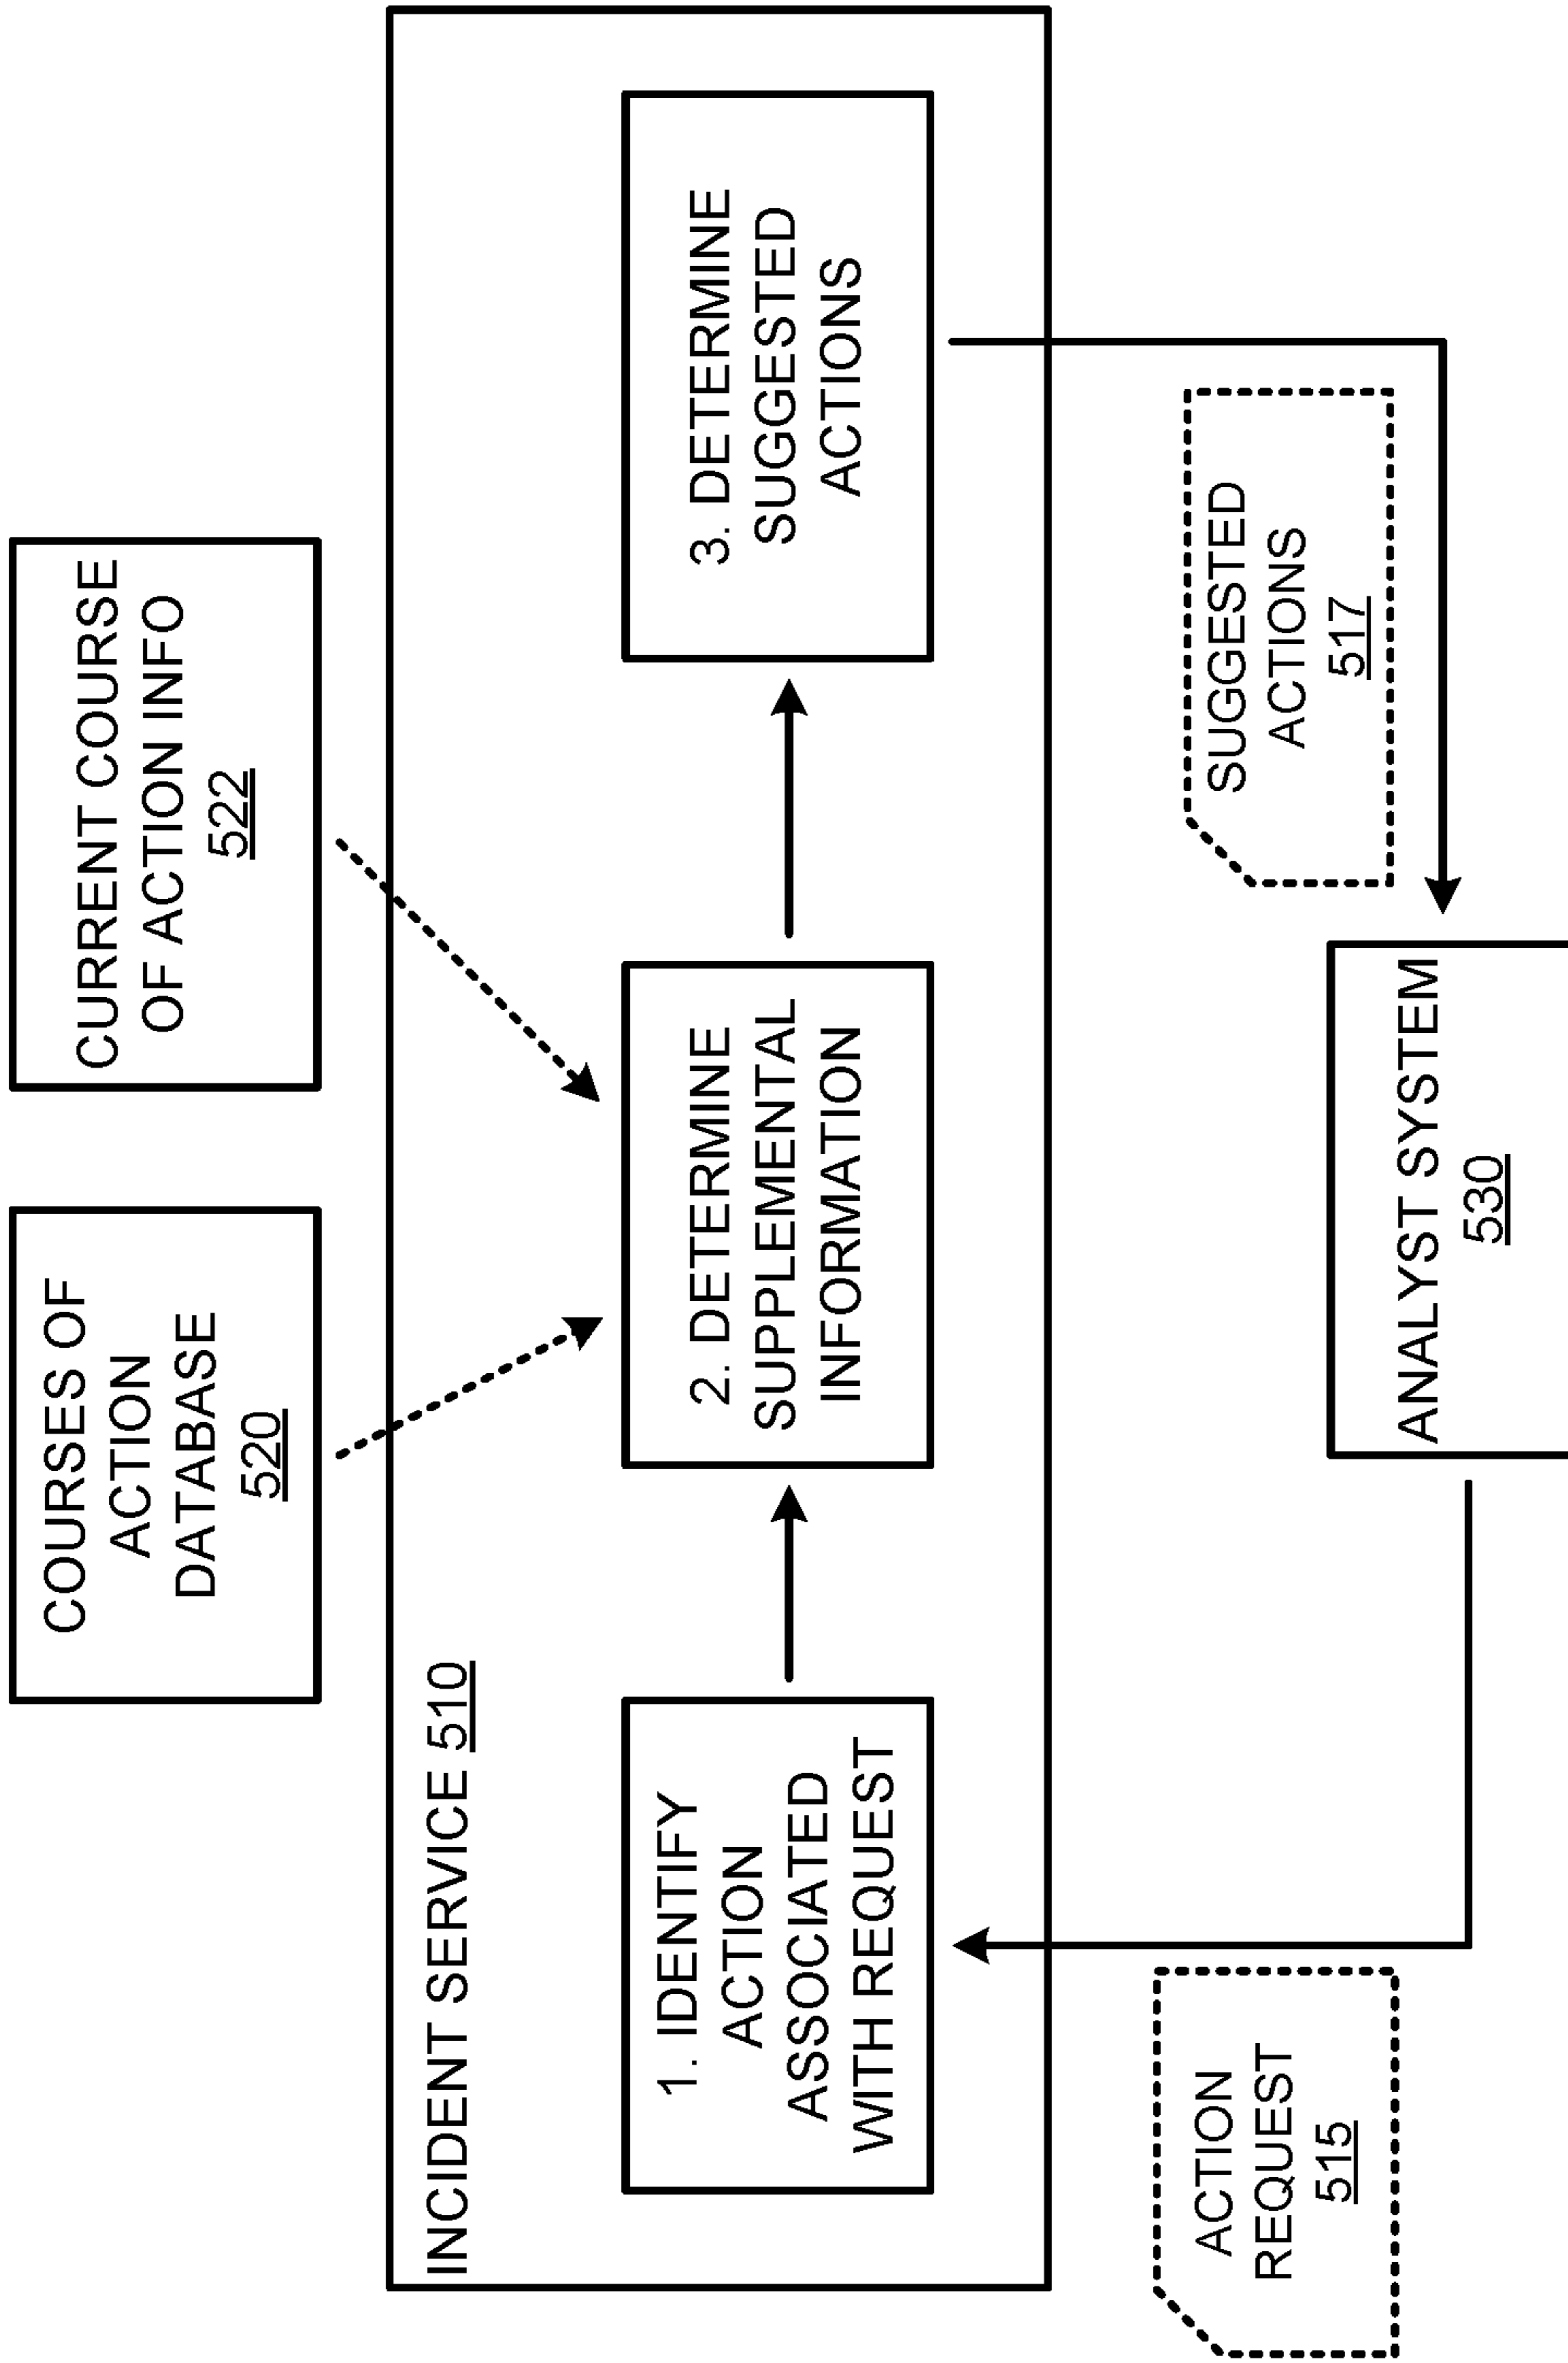 COURSES OF
ACTION
DATABASE
520
CURRENT COURSE
OF ACTION INFO
522
INCIDENT SERVICE 510
1. IDENTIFY
ACTION
ASSOCIATED
WITH REQUEST
2. DETERMINE
SUPPLEMENTAL
INFORMATION
3. DETERMINE
SUGGESTED
ACTIONS
ACTION
REQUEST
515
SUGGESTED
ACTIONS
517
ANALYST SYSTEM
530